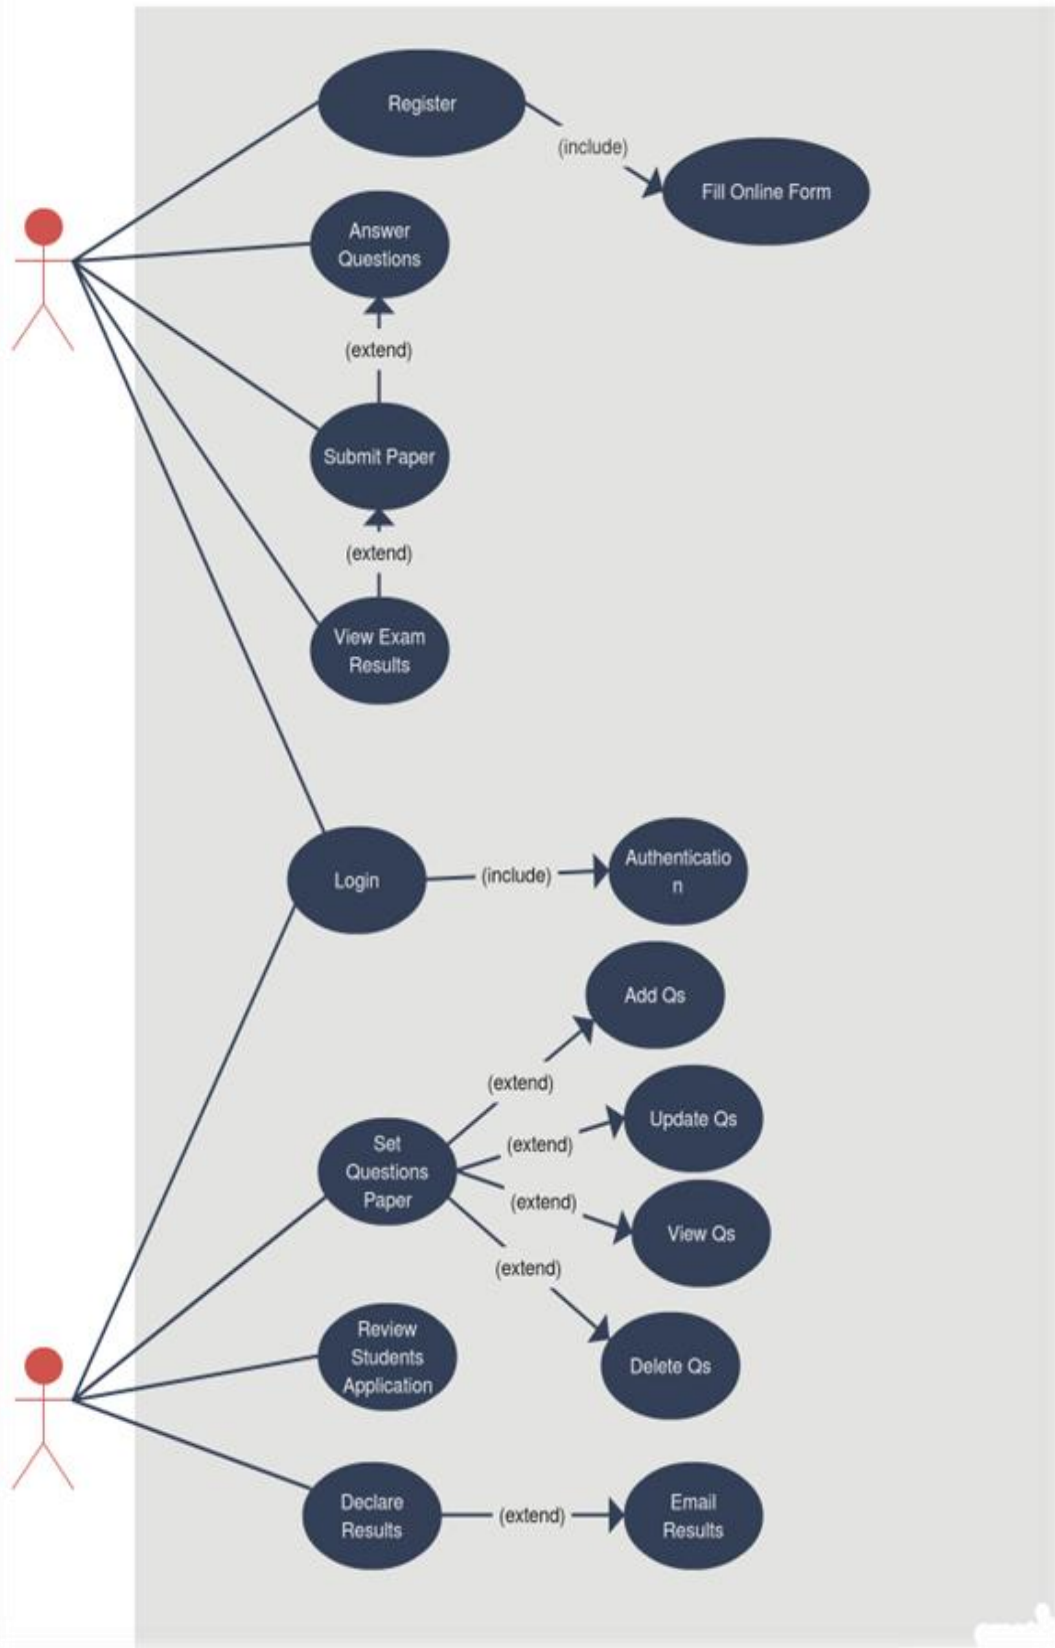 Register
(include)
Fill Online Form
Answer
Questions
(extend)
Submit Paper
(extend)
View Exam
Results
Login
(include)
Authenticatio
n
Add Qs
(extend)
Update Qs
(extend)
Set
Questions
Paper
(extend)
View Qs
(extend)
Delete Qs
Review
Students
Application
Declare
Results
(extend)
Email
Results